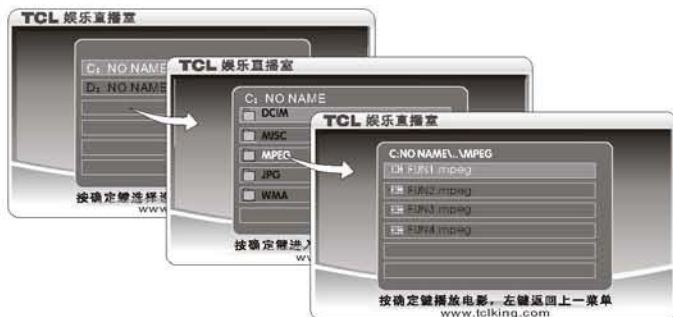 TCL 娱乐直播室
C: NO NAME
D: NO NAME
按确定键选择
www
TCL 娱乐直播室
C: NO NAME
DCIM
MISC
MPEG
JPG
WMA
按确定键进入
TCL 娱乐直播室
C:NO NAME\..\MPEG
FUN1.mpeg
FUN2.mpeg
FUN3.mpeg
FUN4.mpeg
按确定键播放电影，左键返回上一菜单
www.tclking.com